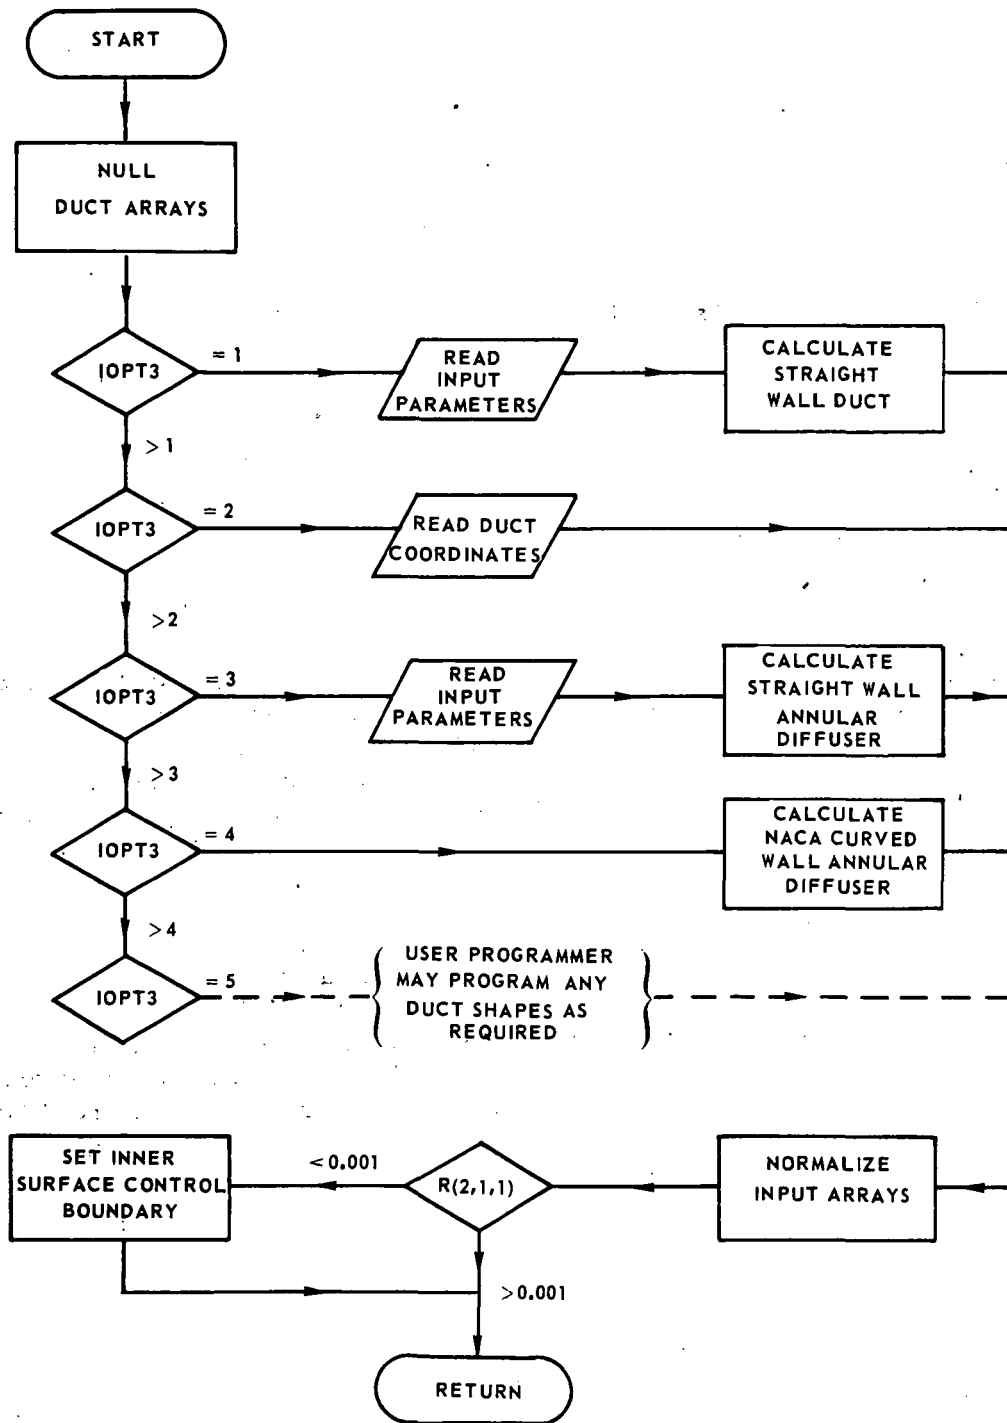 START
NULL
DUCT ARRAYS
IOPT3
= 1
READ
INPUT
PARAMETERS
CALCULATE
STRAIGHT
WALL DUCT
>1
IOPT3
= 2
READ DUCT
COORDINATES
>2
IOPT3
= 3
READ
INPUT
PARAMETERS
CALCULATE
STRAIGHT WALL
ANNULAR
DIFFUSER
>3
IOPT3
= 4
CALCULATE
NACA CURVED
WALL ANNULAR
DIFFUSER
>4
IOPT3
= 5
USER PROGRAMMER
MAY PROGRAM ANY
DUCT SHAPES AS
REQUIRED
SET INNER
SURFACE CONTROL
BOUNDARY
<0.001
R(2,1,1)
NORMALIZE
INPUT ARRAYS
>0.001
RETURN